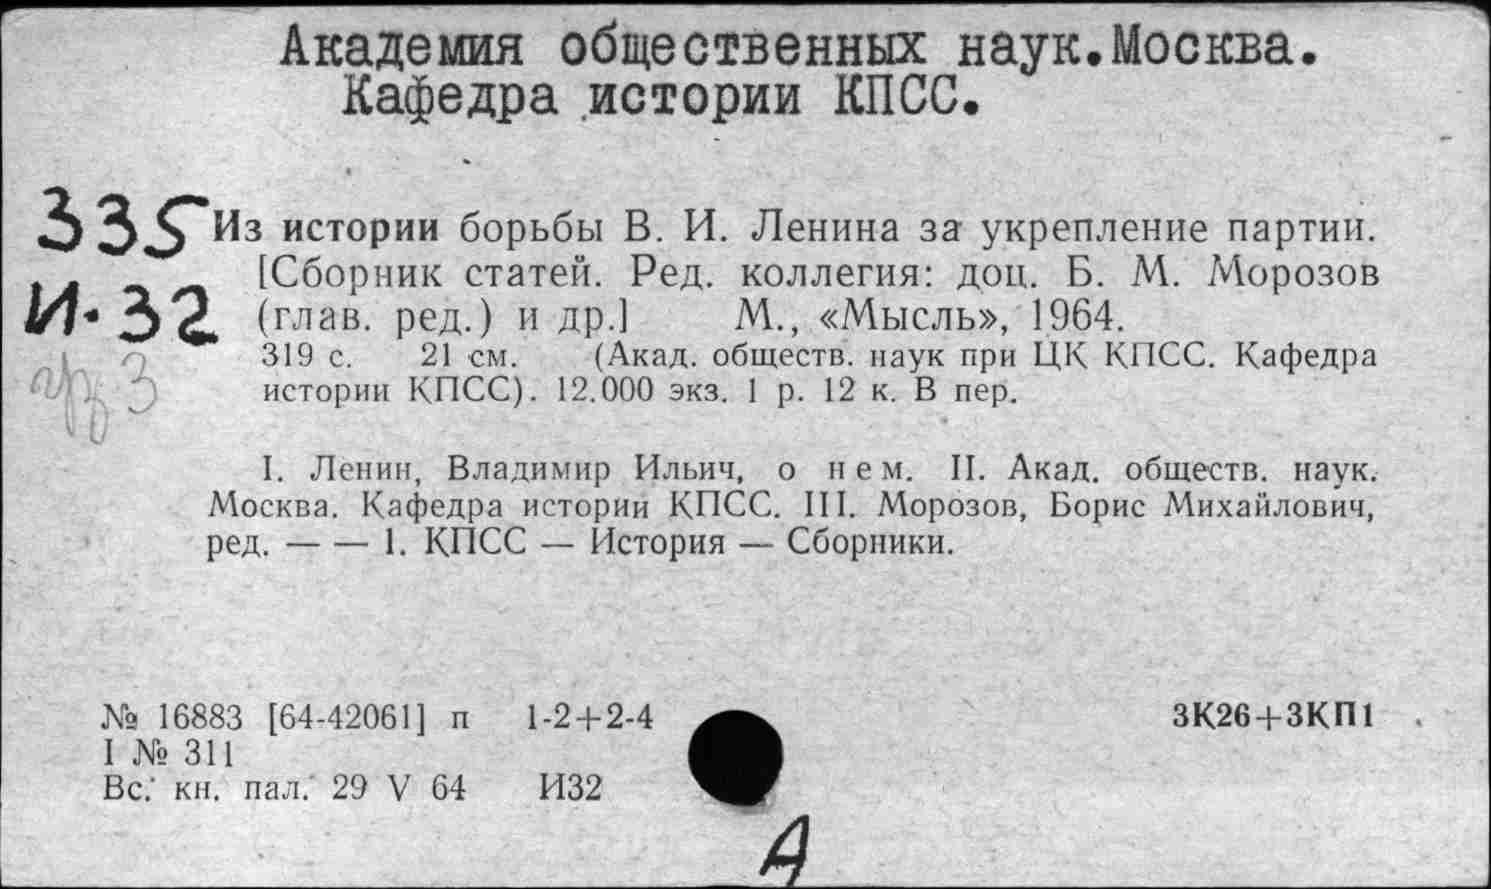 Академия общественных наук.Москва.
Кафедра истории КПСС.
335
Из истории борьбы В. И. Ленина за укрепление партии.
[Сборник статей. Ред. коллегия: доц. Б. М. Морозов
И-32
(глав. ред.) и др.] М., «Мысль», 1964.
319 с. 21 см. (Акад. обществ. наук при ЦК КПСС. Кафедра
истории КПСС). 12.000 экз. 1 р. 12 к. В пер.
I. Ленин, Владимир Ильич, о нем. II. Акад. обществ. наук.
Москва. Кафедра истории КПСС. III. Морозов, Борис Михайлович,
ред. — — 1. КПСС — История — Сборники.
№ 16883 [64-42061] п 1-2+2-4
3К26+3КП1
I № 311
Вс. кн. пал. 29 V 64 И32
А